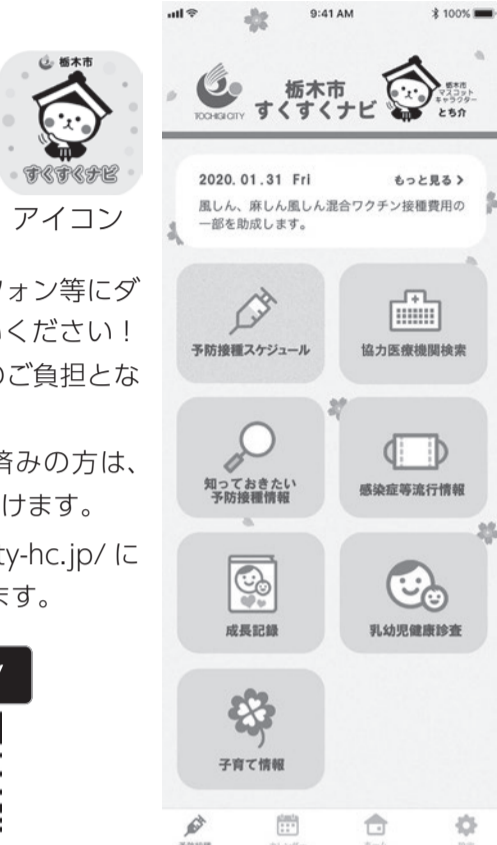 栃木市
すくすくナビ
アイコン
フォン等にダ
いください！
のご負担とな
済みの方は、
けます。
ty-hc.jp/ に
ます。
9:41 AM
100%
TOCHIGI CITY
栃木市
すくすくナビ
栃木市
マスコット
キャラクター
とち介
2020.01.31 Fri
もっと見る
風しん、麻しん風しん混合ワクチン接種費用の
一部を助成します。
予防接種スケジュール
協力医療機関検索
知っておきたい
予防接種情報
感染症等流行情報
成長記録
乳幼児健康診査
子育て情報